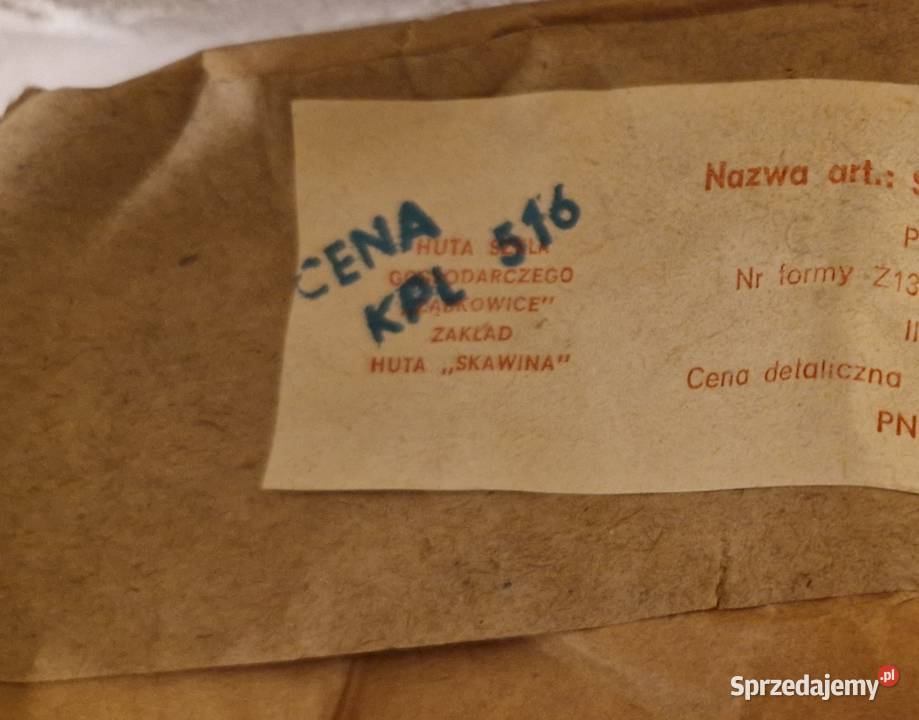 CENA
KPL 516
HUTA SZKŁA
GOSPODARCZEGO
„ZĄBKOWICE"
ZAKŁAD
HUTA „SKAWINA"
Nazwa art.:
P
Nr formy Z13
II
Cena detaliczna
PN
Sprzedajemy.pl